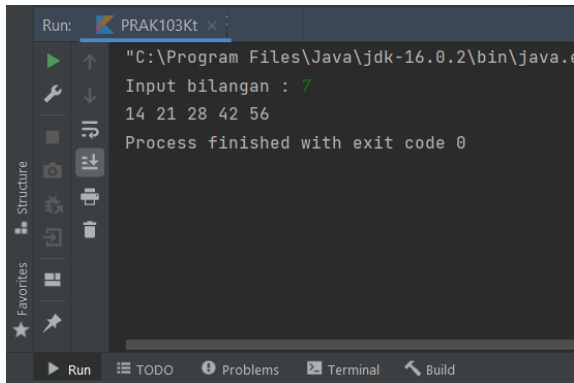 Run: PRAK103Kt
"C:\Program Files\Java\jdk-16.0.2\bin\java.e
Input bilangan : 7
14 21 28 42 56
Process finished with exit code 0
Structure
Favorites
Run TODO Problems Terminal Build